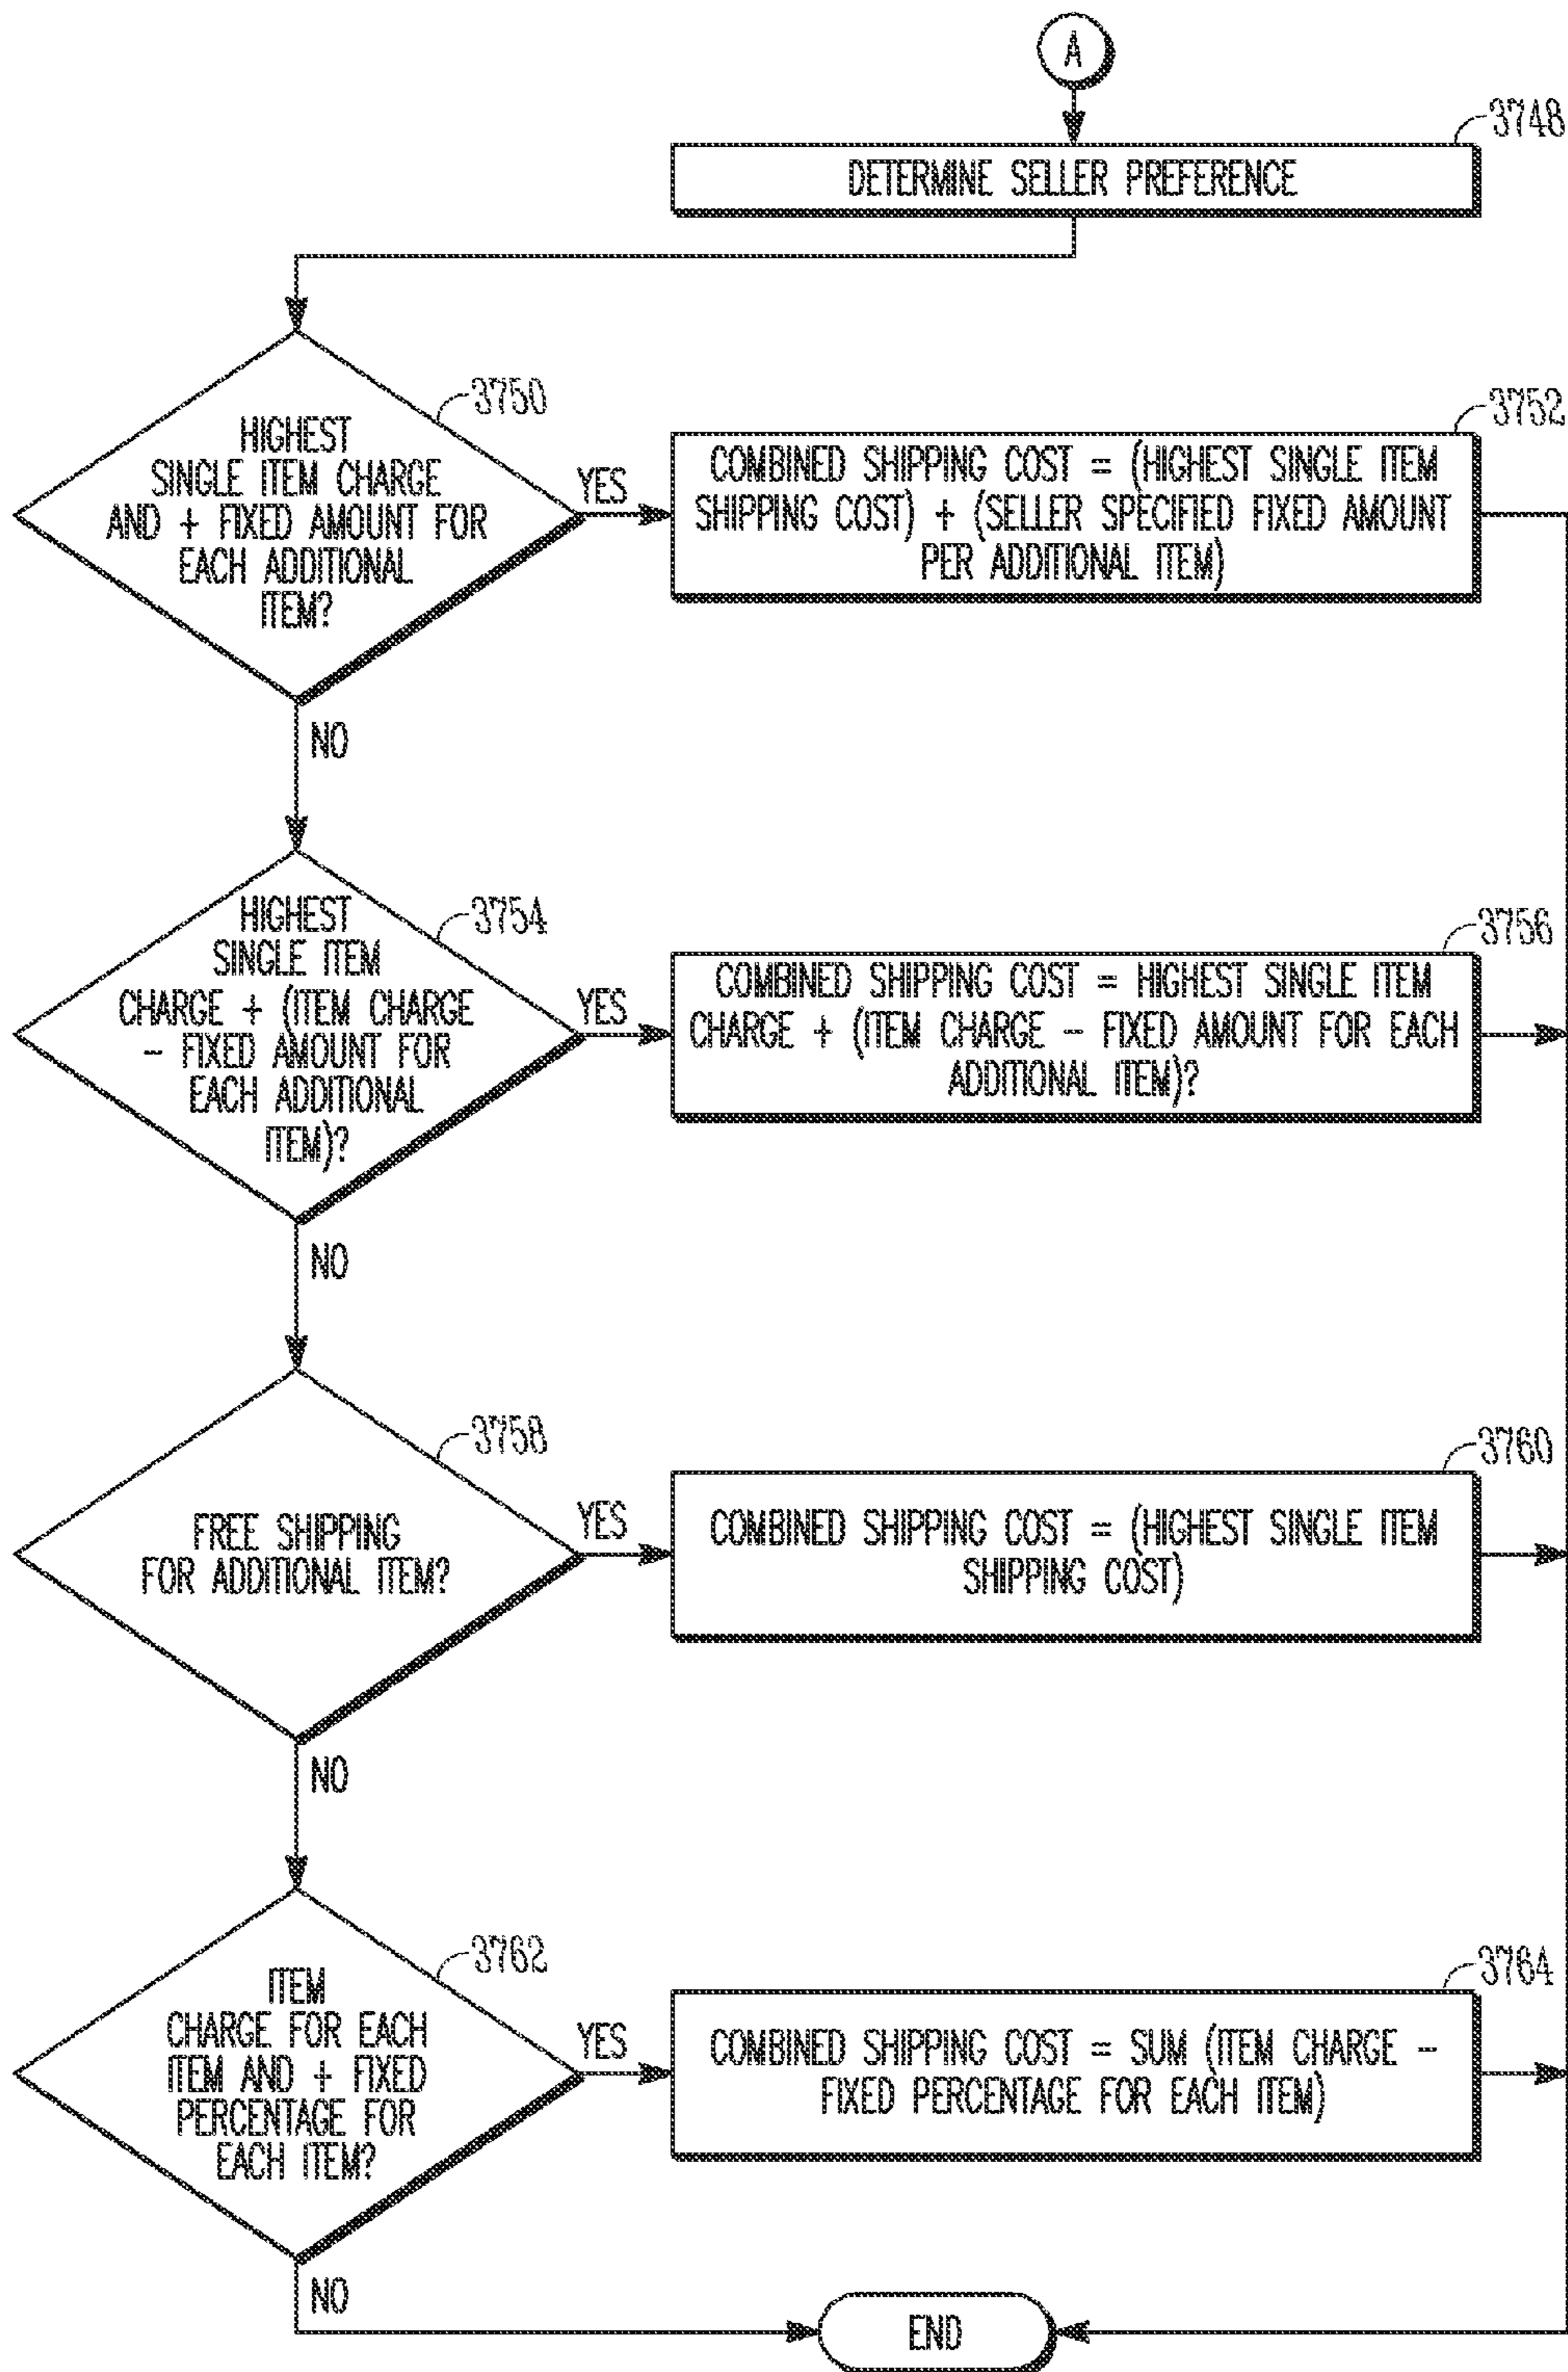 A
3748
DETERMINE SELLER PREFERENCE
3750
HIGHEST
SINGLE ITEM CHARGE
AND + FIXED AMOUNT FOR
EACH ADDITIONAL
ITEM?
YES
3752
COMBINED SHIPPING COST = (HIGHEST SINGLE ITEM
SHIPPING COST) + (SELLER SPECIFIED FIXED AMOUNT
PER ADDITIONAL ITEM)
NO
3754
HIGHEST
SINGLE ITEM
CHARGE + (ITEM CHARGE
- FIXED AMOUNT FOR
EACH ADDITIONAL
ITEM)?
YES
3756
COMBINED SHIPPING COST = HIGHEST SINGLE ITEM
CHARGE + (ITEM CHARGE - FIXED AMOUNT FOR EACH
ADDITIONAL ITEM)?
NO
3758
FREE SHIPPING
FOR ADDITIONAL ITEM?
YES
3760
COMBINED SHIPPING COST = (HIGHEST SINGLE ITEM
SHIPPING COST)
NO
3762
ITEM
CHARGE FOR EACH
ITEM AND + FIXED
PERCENTAGE FOR
EACH ITEM?
YES
3764
COMBINED SHIPPING COST = SUM (ITEM CHARGE -
FIXED PERCENTAGE FOR EACH ITEM)
NO
END